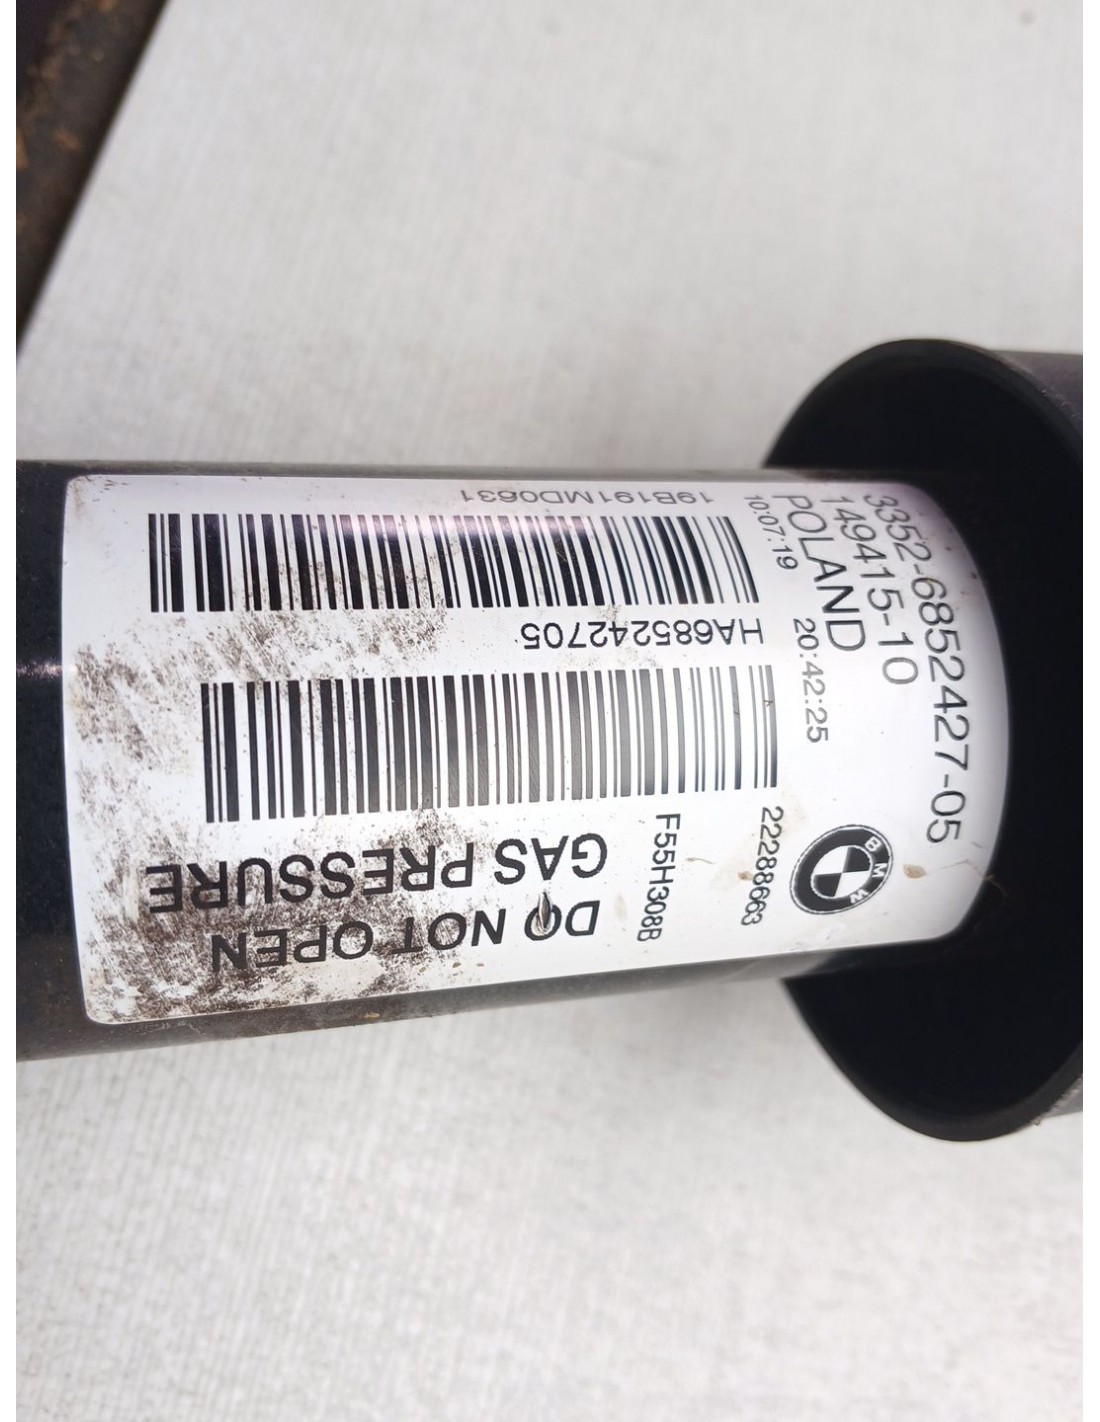 3352-6852427-05
149415-10
POLAND
10:07:19 20:42:25
BMW
22288663
19B191MD0631
HA685242705
F55H308B
DO NOT OPEN
GAS PRESSURE